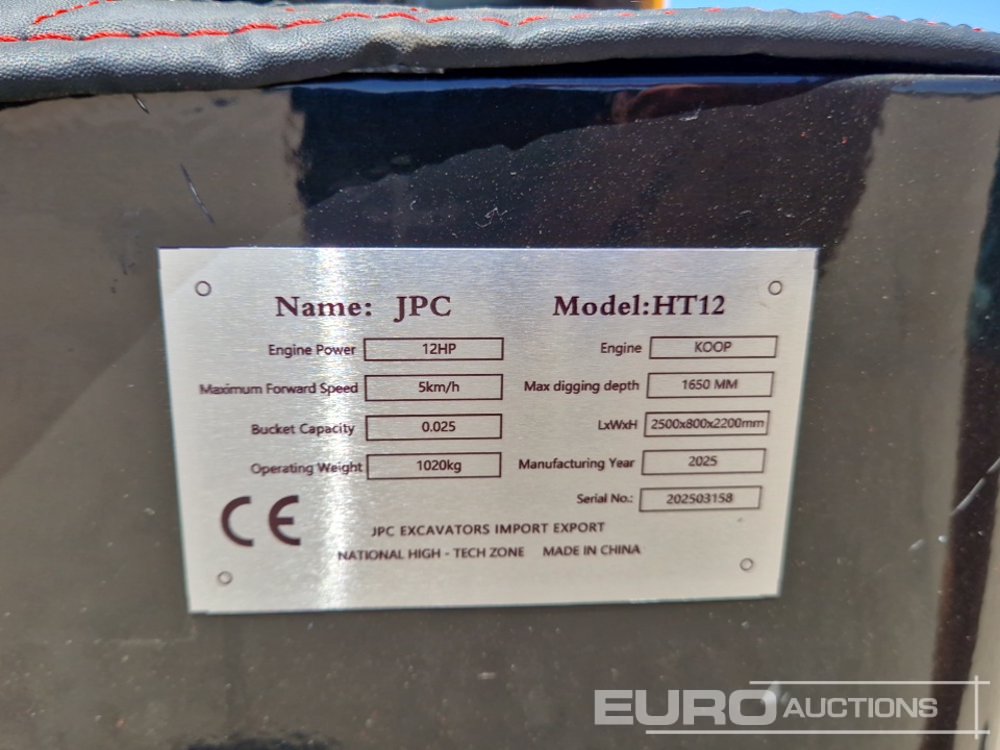 Name: JPC Model:HT12
Engine Power 12HP Engine KOOP
Maximum Forward Speed 5km/h Max digging depth 1650 MM
Bucket Capacity 0.025 LxWxH 2500x800x2200mm
Operating Weight 1020kg Manufacturing Year 2025
Serial No.: 202503158
CE
JPC EXCAVATORS IMPORT EXPORT
NATIONAL HIGH - TECH ZONE MADE IN CHINA
EURO AUCTIONS